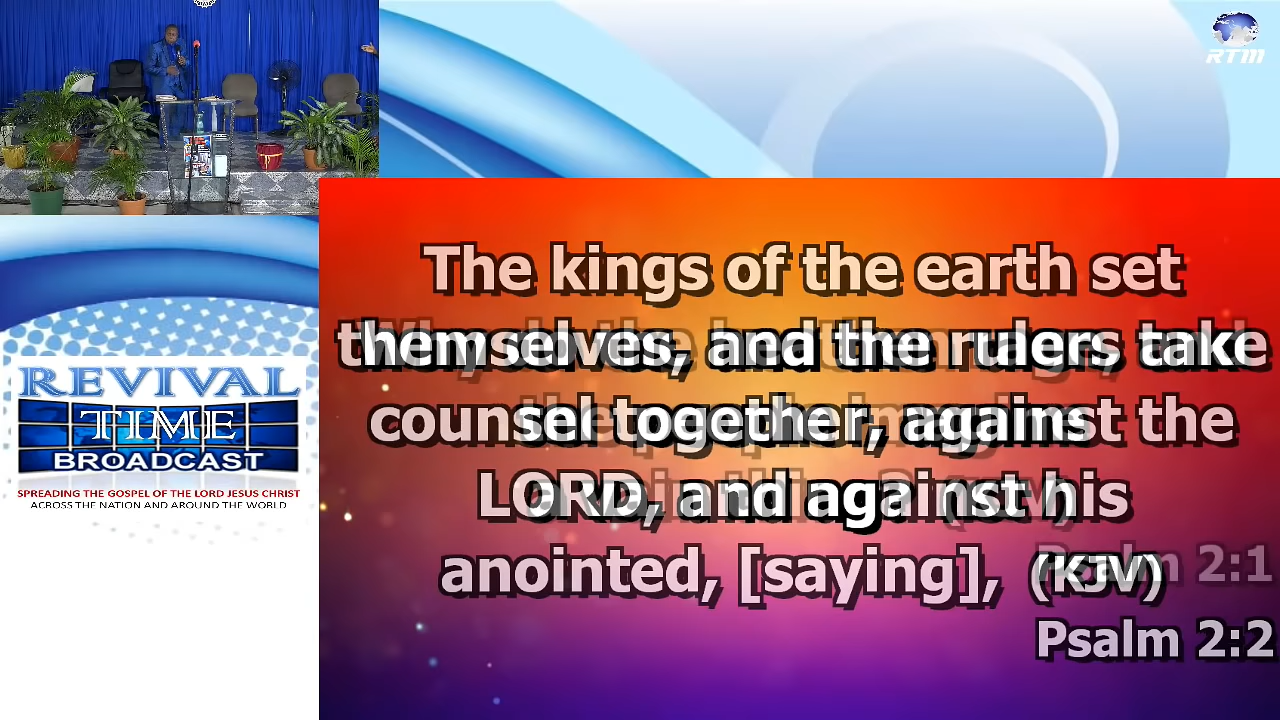 RTM
The kings of the earth set
themselves, and the rulers take
counsel together, against the
LORD, and against his
anointed, [saying], (KJV)
Psalm 2:1
Psalm 2:2
REVIVAL
TIME
BROADCAST
SPREADING THE GOSPEL OF THE LORD JESUS CHRIST
ACROSS THE NATION AND AROUND THE WORLD